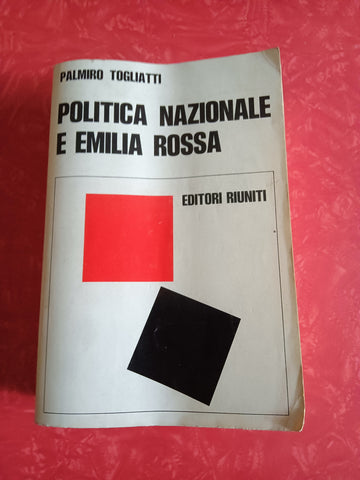 PALMIRO TOGLIATTI
POLITICA NAZIONALE
E EMILIA ROSSA
EDITORI RIUNITI